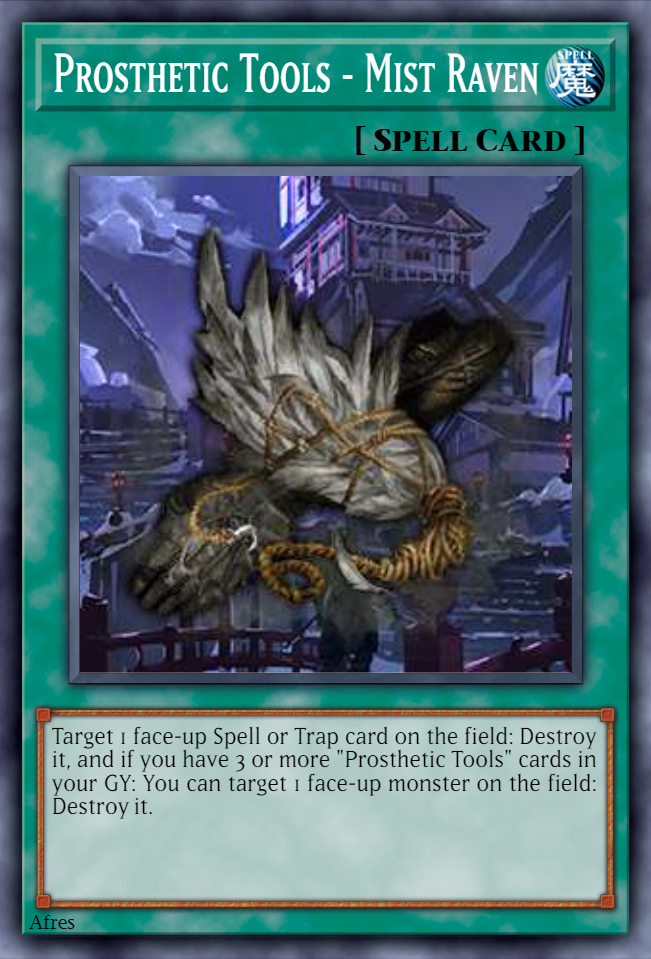 Prosthetic Tools - Mist Raven
SPELL
魔
[ Spell Card ]
Target 1 face-up Spell or Trap card on the field: Destroy
it, and if you have 3 or more "Prosthetic Tools" cards in
your GY: You can target 1 face-up monster on the field:
Destroy it.
Afres